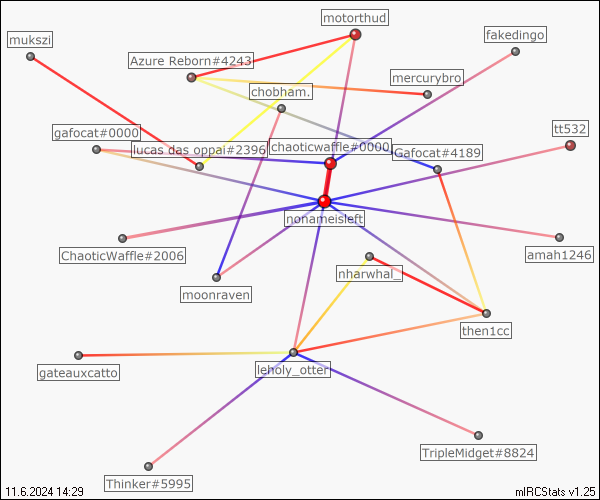 motorthud
fakedingo
mukszi
Azure Reborn#4243
mercurybro
chobham.
gafocat#0000
tt532
lucas das oppai#2396
chaoticwaffle#0000
Gafocat#4189
nonameisleft
ChaoticWaffle#2006
amah1246
nharwhal_
moonraven
then1cc
leholy_otter
gateauxcatto
TripleMidget#8824
Thinker#5995
11.6.2024 14:29
mIRCStats v1.25